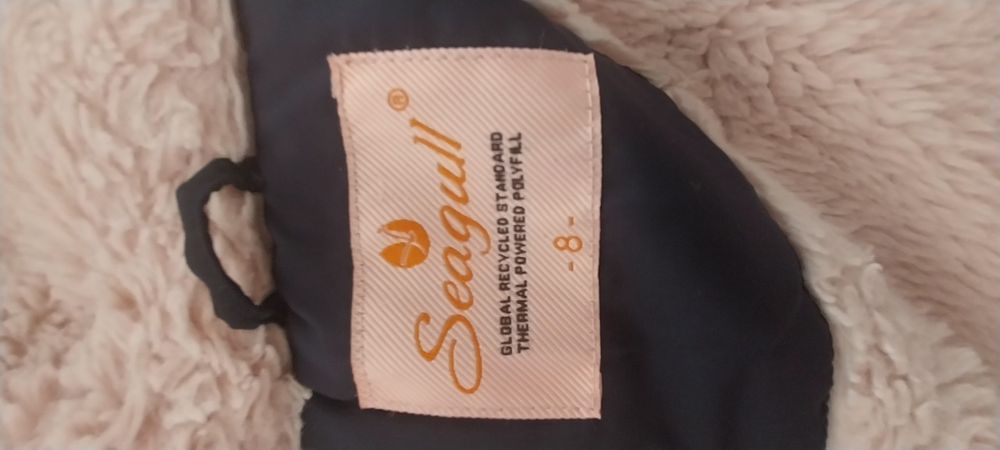 Seagull®
GLOBAL RECYCLED STANDARD
THERMAL POWERED POLYFILL
-8-